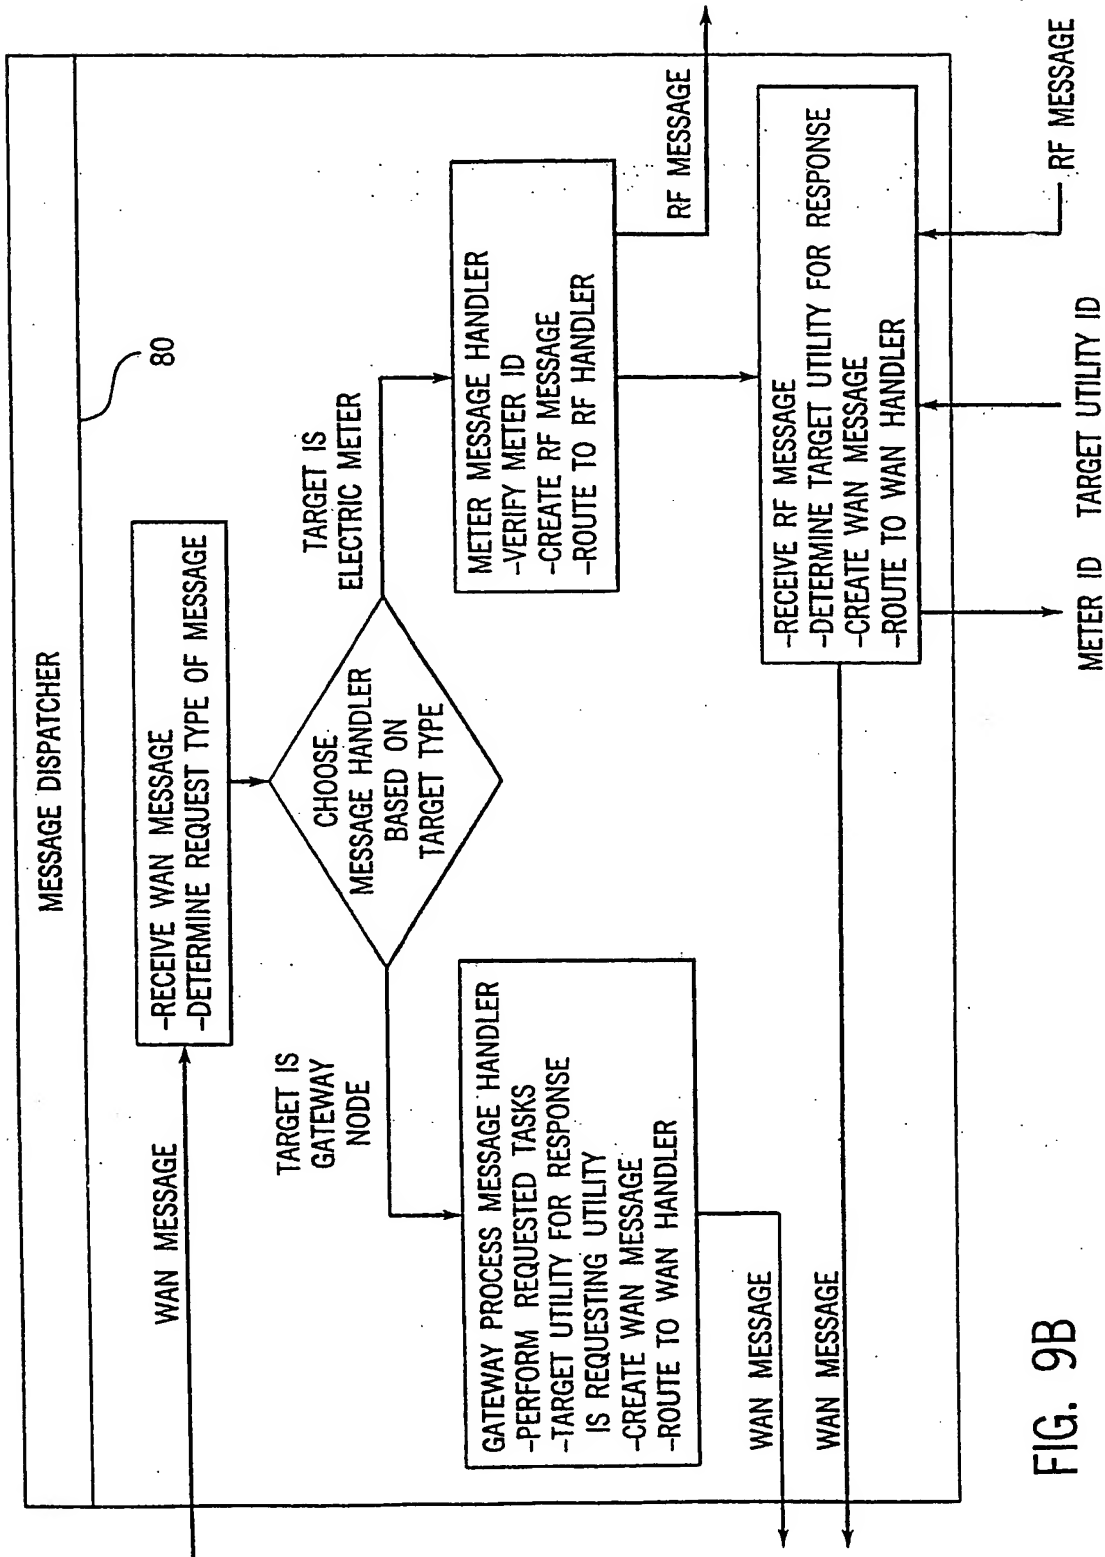 MESSAGE DISPATCHER
80
WAN MESSAGE
-RECEIVE WAN MESSAGE
-DETERMINE REQUEST TYPE OF MESSAGE
TARGET IS
GATEWAY
NODE
CHOOSE
MESSAGE HANDLER
BASED ON
TARGET TYPE
TARGET IS
ELECTRIC METER
GATEWAY PROCESS MESSAGE HANDLER
-PERFORM REQUESTED TASKS
-TARGET UTILITY FOR RESPONSE
IS REQUESTING UTILITY
-CREATE WAN MESSAGE
-ROUTE TO WAN HANDLER
METER MESSAGE HANDLER
-VERIFY METER ID
-CREATE RF MESSAGE
-ROUTE TO RF HANDLER
RF MESSAGE
WAN MESSAGE
WAN MESSAGE
-RECEIVE RF MESSAGE
-DETERMINE TARGET UTILITY FOR RESPONSE
-CREATE WAN MESSAGE
-ROUTE TO WAN HANDLER
METER ID
TARGET UTILITY ID
RF MESSAGE
FIG. 9B